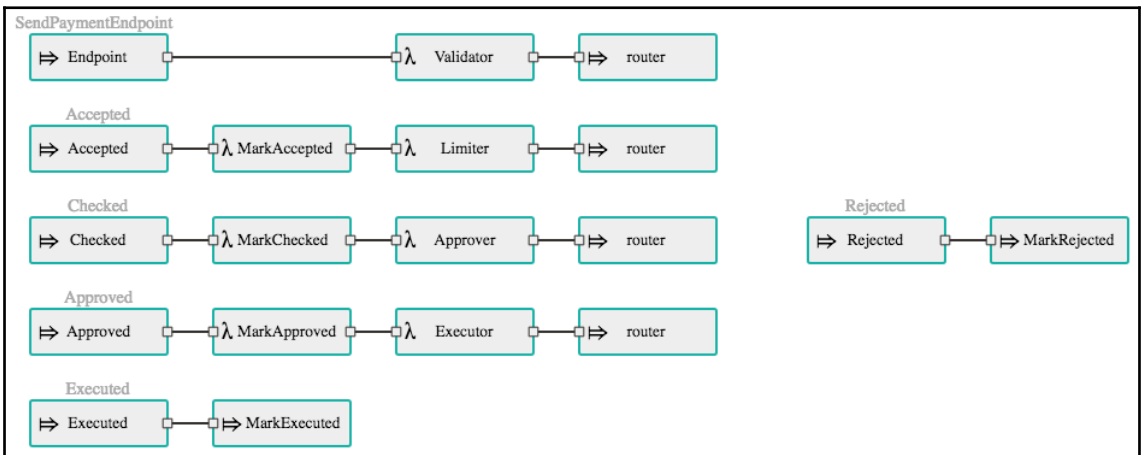 SendPaymentEndpoint
Endpoint λ Validator router
Accepted
Accepted λ MarkAccepted λ Limiter router
Checked Rejected
Checked λ MarkChecked λ Approver router Rejected MarkRejected
Approved
Approved λ MarkApproved λ Executor router
Executed
Executed MarkExecuted